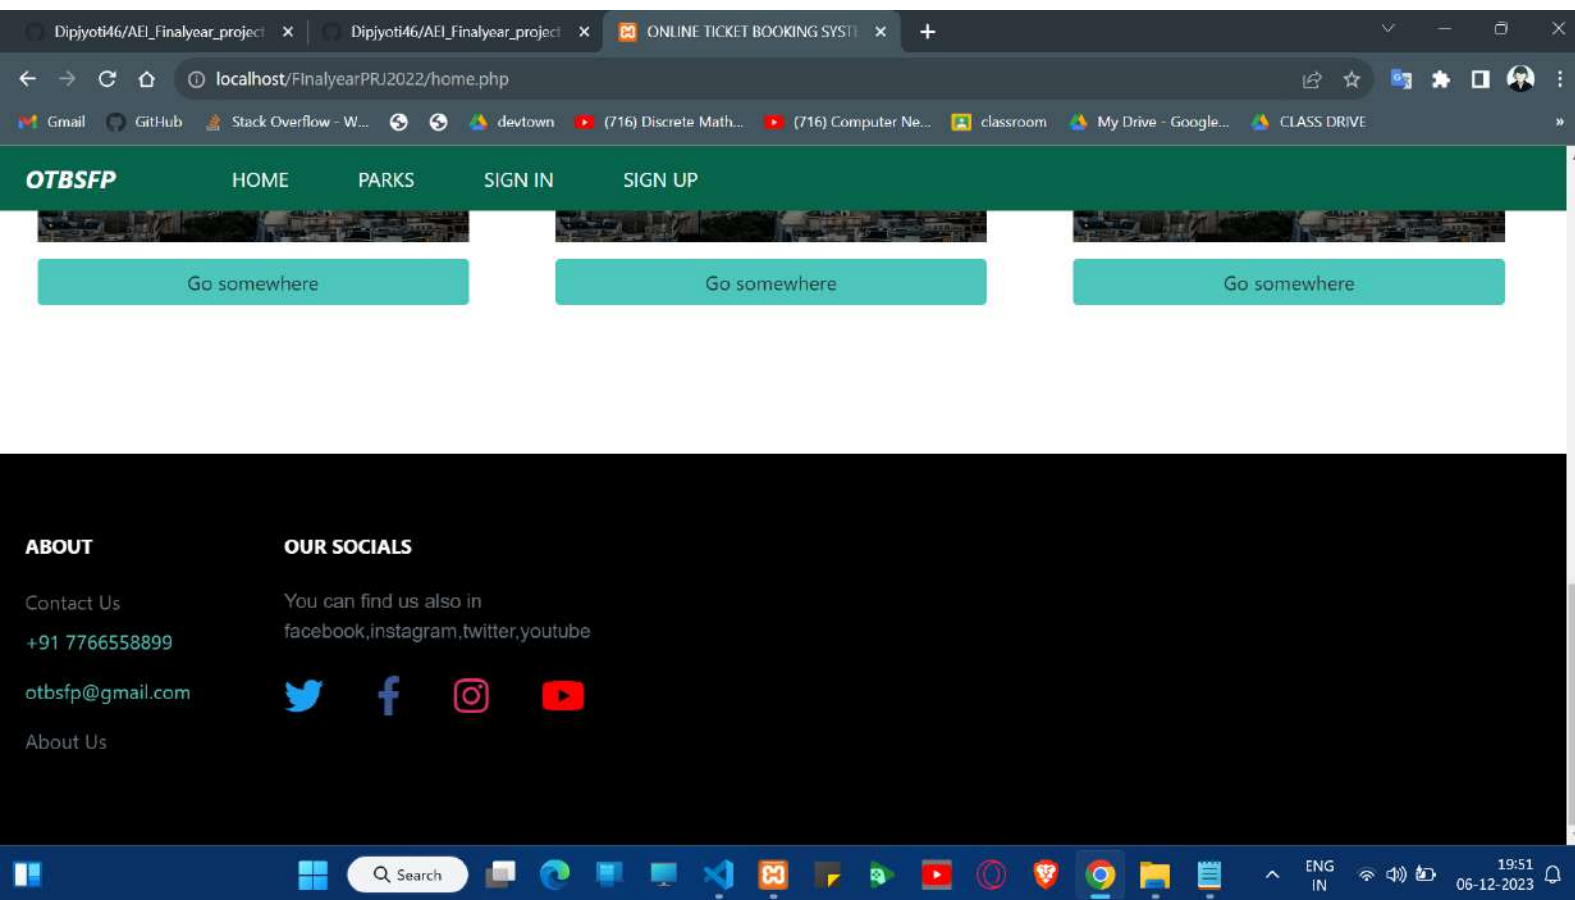 Dipjyoti46/AEI_Finalyear_project
Dipjyoti46/AEI_Finalyear_project
ONLINE TICKET BOOKING SYSTE
localhost/FInalyearPRJ2022/home.php
Gmail
GitHub
Stack Overflow - W...
devtown
(716) Discrete Math...
(716) Computer Ne...
classroom
My Drive - Google...
CLASS DRIVE
»
OTBSFP
HOME
PARKS
SIGN IN
SIGN UP
Go somewhere
Go somewhere
Go somewhere
ABOUT
Contact Us
+91 7766558899
otbsfp@gmail.com
About Us
OUR SOCIALS
You can find us also in
facebook,instagram,twitter,youtube
Search
ENG
IN
19:51
06-12-2023